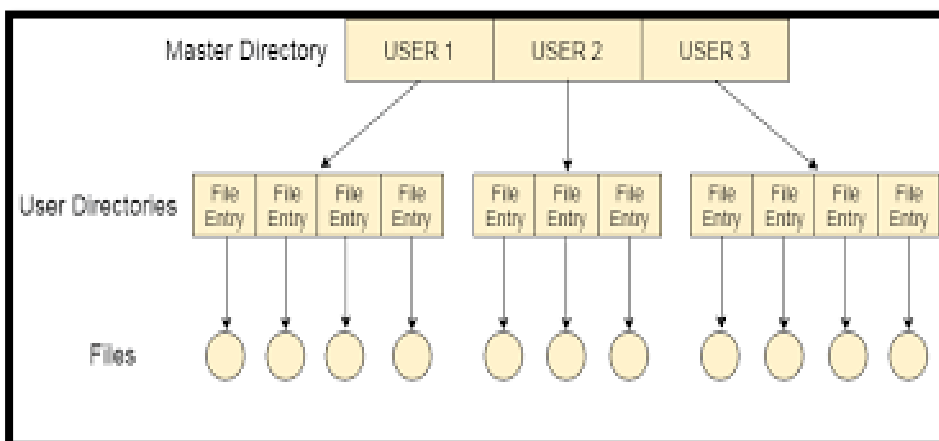 Master Directory USER 1 USER 2 USER 3
User Directories
File Entry File Entry File Entry File Entry
File Entry File Entry File Entry
File Entry File Entry File Entry File Entry
Files